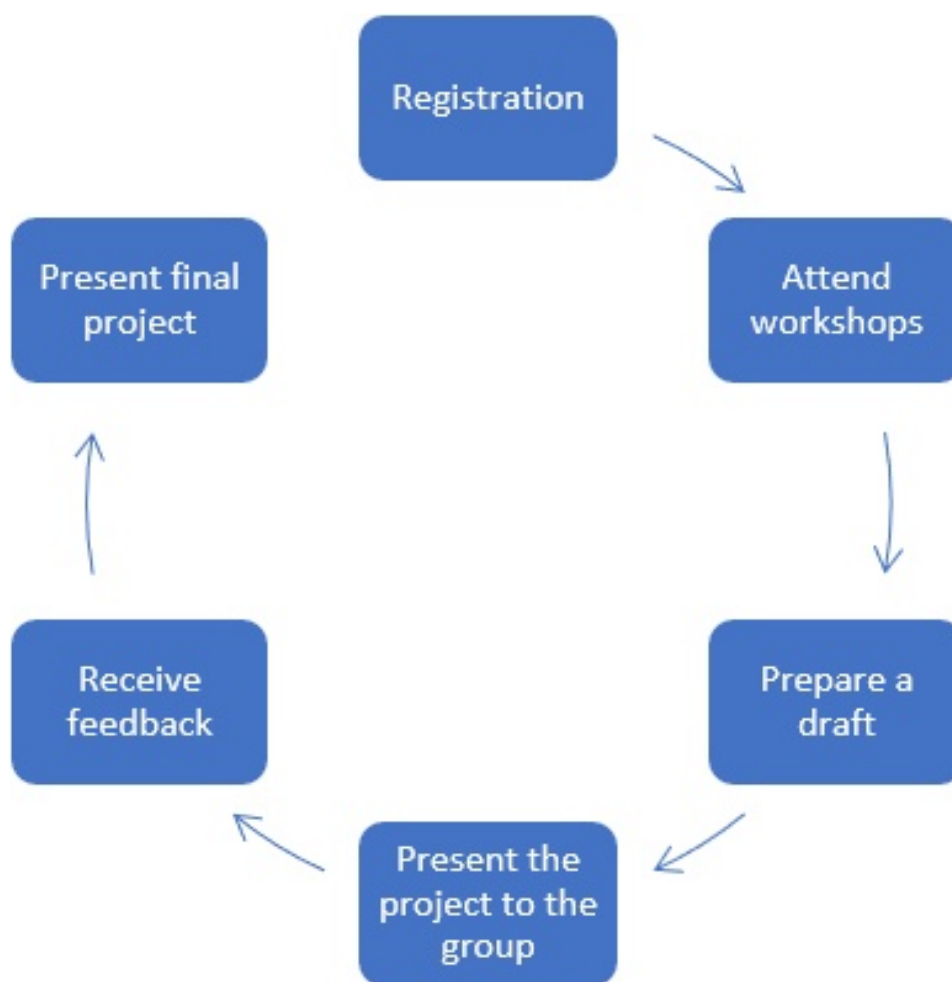 Registration
Attend
workshops
Prepare a
draft
Present the
project to the
group
Receive
feedback
Present final
project